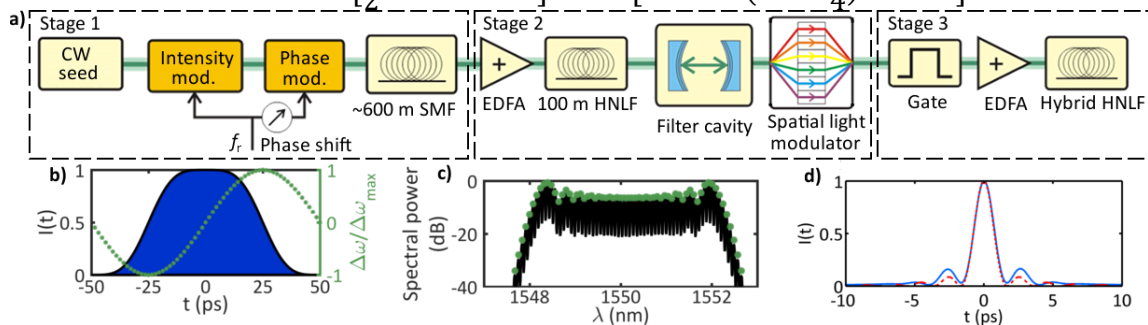 a)
Stage 1
Stage 2
Stage 3
CW
seed
Intensity
mod.
Phase
mod.
~600 m SMF
fr
Phase shift
+
EDFA
100 m HNLF
Filter cavity
Spatial light
modulator
Gate
+
EDFA
Hybrid HNLF
b)
I(t)
1
0.5
0
-50
-25
0
25
50
t (ps)
1
0
-1
Δω/Δωmax
c)
Spectral power
(dB)
0
-20
-40
1548
1550
1552
λ (nm)
d)
I(t)
1
0.5
0
-10
-5
0
5
10
t (ps)